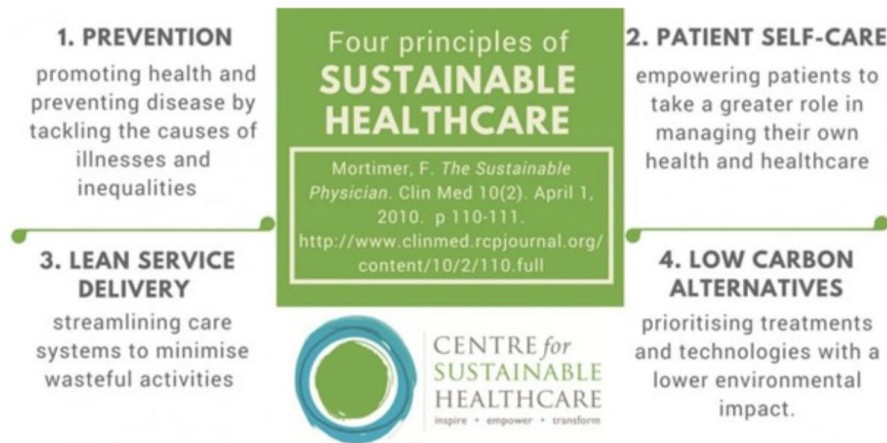 1. PREVENTION
promoting health and
preventing disease by
tackling the causes of
illnesses and
inequalities
Four principles of
SUSTAINABLE
HEALTHCARE
Mortimer, F. The Sustainable
Physician. Clin Med 10(2). April 1,
2010. p 110-111.
http://www.clinmed.rcpjournal.org/
content/10/2/110.full
2. PATIENT SELF-CARE
empowering patients to
take a greater role in
managing their own
health and healthcare
3. LEAN SERVICE
DELIVERY
streamlining care
systems to minimise
wasteful activities
4. LOW CARBON
ALTERNATIVES
prioritising treatments
and technologies with a
lower environmental
impact.
CENTRE for
SUSTAINABLE
HEALTHCARE
inspire • empower • transform